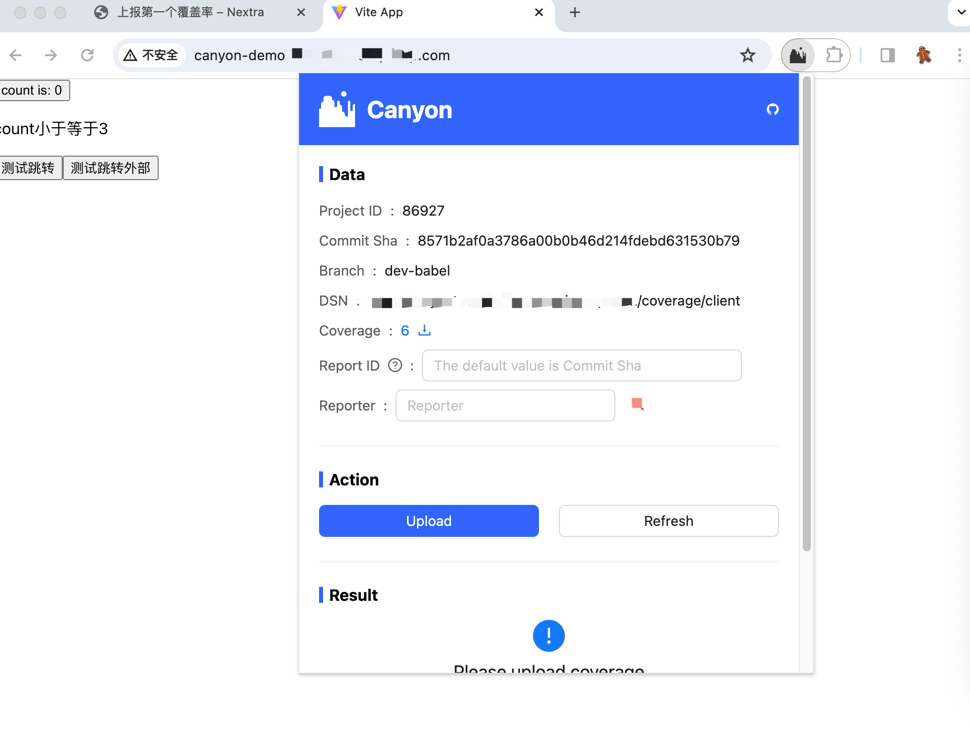 上报第一个覆盖率 – Nextra
Vite App
不安全 canyon-demo .com
count is: 0
count小于等于3
测试跳转 测试跳转外部
Canyon
Data
Project ID : 86927
Commit Sha : 8571b2af0a3786a00b0b46d214fdebd631530b79
Branch : dev-babel
DSN : /coverage/client
Coverage : 6
Report ID ? : The default value is Commit Sha
Reporter : Reporter
Action
Upload Refresh
Result
Please upload coverage